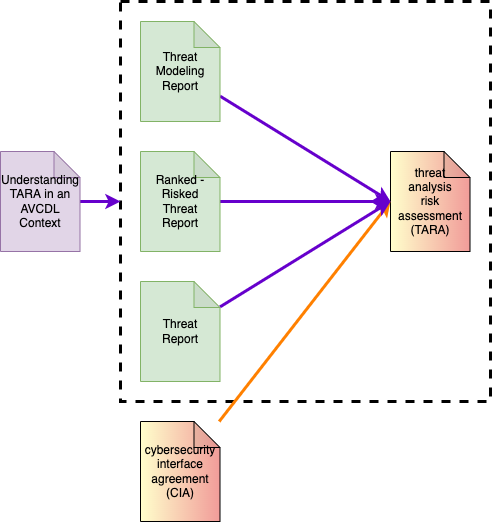 Threat
Modeling
Report
Understanding
TARA in an
AVCDL
Context
Ranked -
Risked
Threat
Report
threat
analysis
risk
assessment
(TARA)
Threat
Report
cybersecurity
interface
agreement
(CIA)